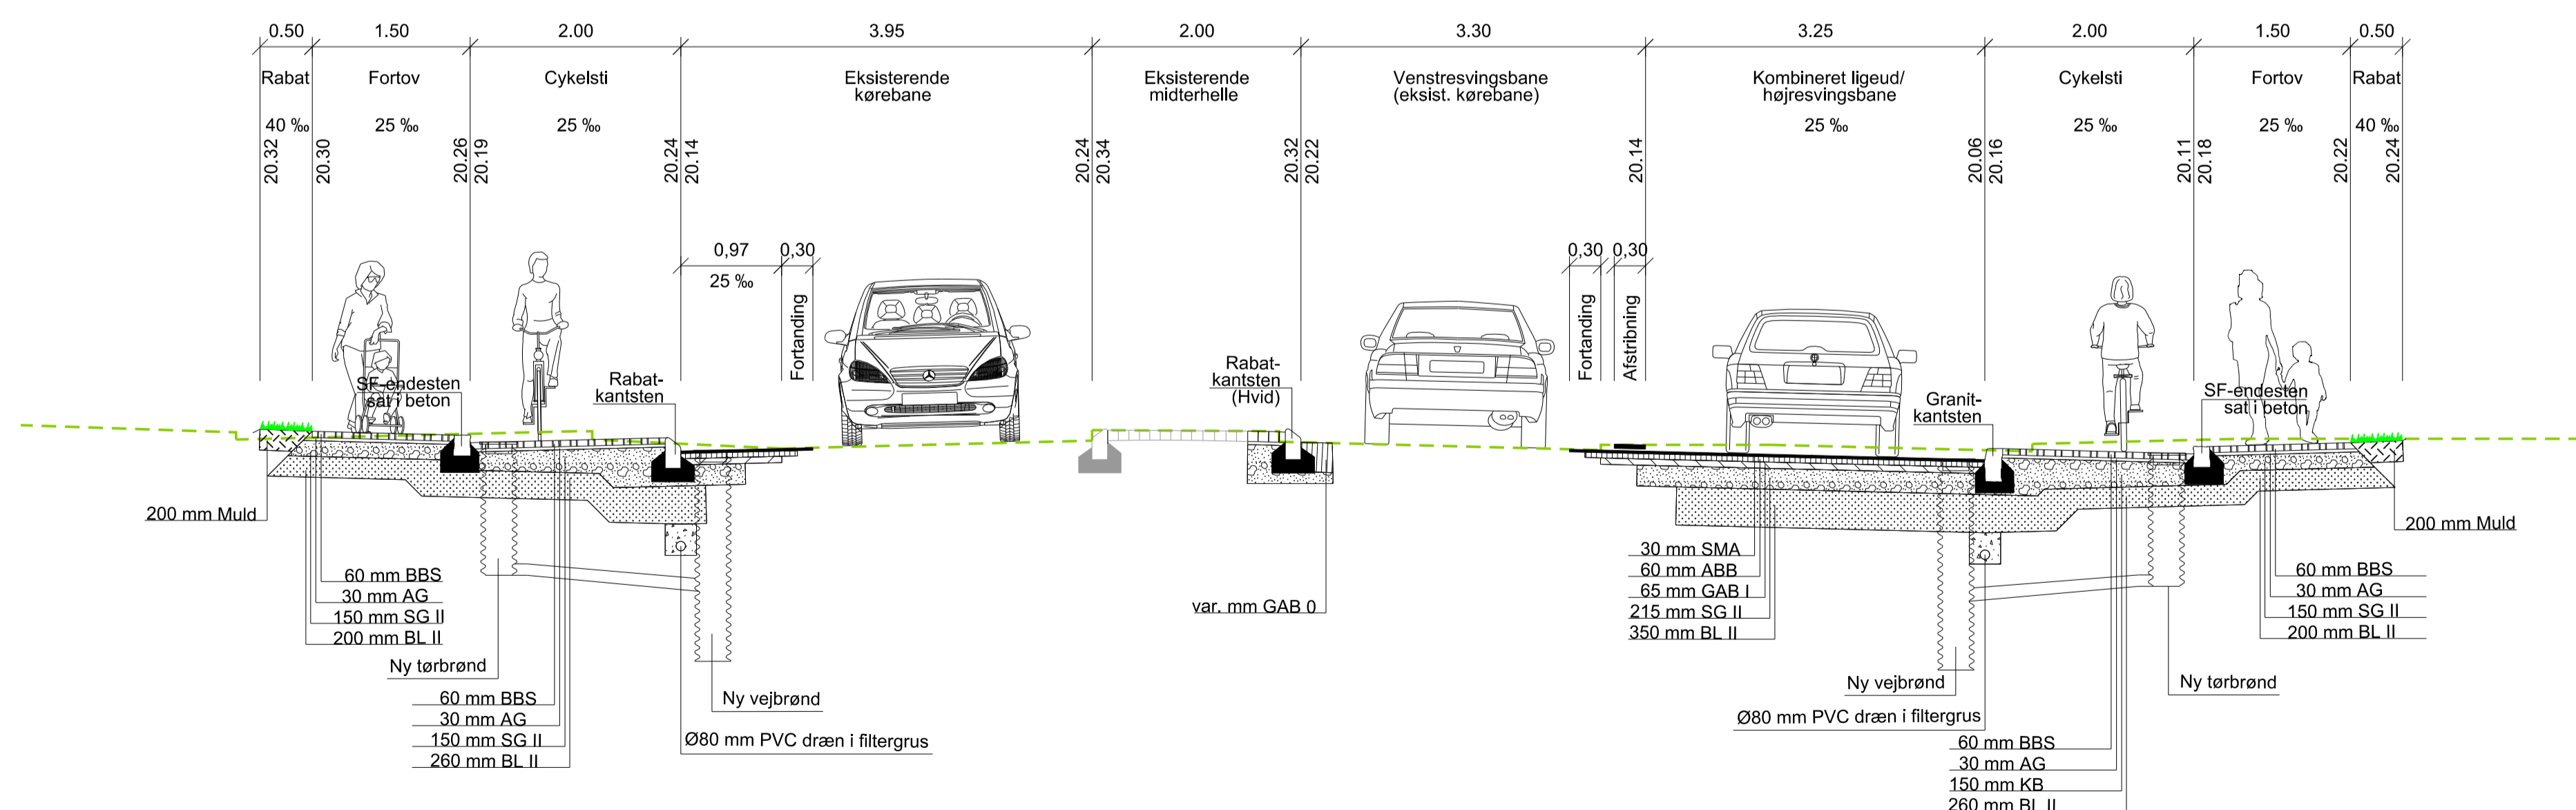 0.50 1.50 2.00 3.95 2.00 3.30 3.25 2.00 1.50 0.50
Rabat Fortov Cykelsti Eksisterende Eksisterende Venstresvingsbane Kombineret ligeud/ Cykelsti Fortov Rabat
kørebane midterhelle (eksist. kørebane) højresvingsbane
40 ‰ 25 ‰ 25 ‰ 25 ‰ 25 ‰ 25 ‰ 40 ‰
20.32 20.30 20.26 20.19 20.24 20.14 20.24 20.34 20.32 20.22 20.14 20.06 20.16 20.11 20.18 20.22 20.24
0,97 0,30 0,30 0,30
25 ‰
Fortanding
Fortanding
Afstribning
SF-endesten
sat i beton
Rabat-
kantsten
Rabat-
kantsten
(Hvid)
Granit-
kantsten
SF-endesten
sat i beton
200 mm Muld
60 mm BBS
30 mm AG
150 mm SG II
200 mm BL II
Ny tørbrønd
60 mm BBS
30 mm AG
150 mm SG II
260 mm BL II
Ny vejbrønd
Ø80 mm PVC dræn i filtergrus
var. mm GAB 0
30 mm SMA
60 mm ABB
65 mm GAB I
215 mm SG II
350 mm BL II
Ny vejbrønd
Ø80 mm PVC dræn i filtergrus
60 mm BBS
30 mm AG
150 mm KB
260 mm BL II
Ny tørbrønd
60 mm BBS
30 mm AG
150 mm SG II
200 mm BL II
200 mm Muld